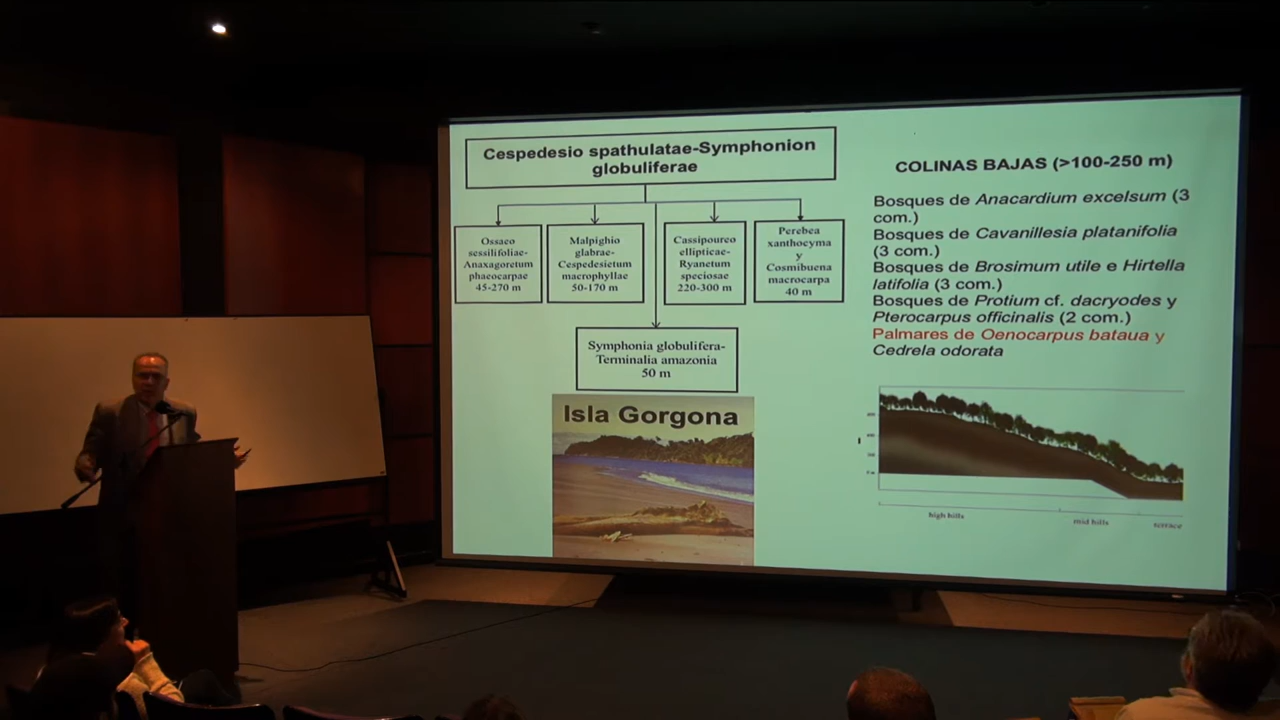 Cespedesio spathulatae-Symphonion
globuliferae
Ossaeo
sessilifoliae-
Anaxagoretum
phaeocarpae
45-270 m
Malpighio
glabrae-
Cespedesietum
macrophyllae
50-170 m
Cassipoureo
ellipticae-
Ryanetum
speciosae
220-300 m
Perebea
xanthocyma
y
Cosmibuena
macrocarpa
40 m
Symphonia globulifera-
Terminalia amazonia
50 m
Isla Gorgona
COLINAS BAJAS (>100-250 m)
Bosques de Anacardium excelsum (3
com.)
Bosques de Cavanillesia platanifolia
(3 com.)
Bosques de Brosimum utile e Hirtella
latifolia (3 com.)
Bosques de Protium cf. dacryodes y
Pterocarpus officinalis (2 com.)
Palmares de Oenocarpus bataua y
Cedrela odorata
high hills
mid hills
terrace